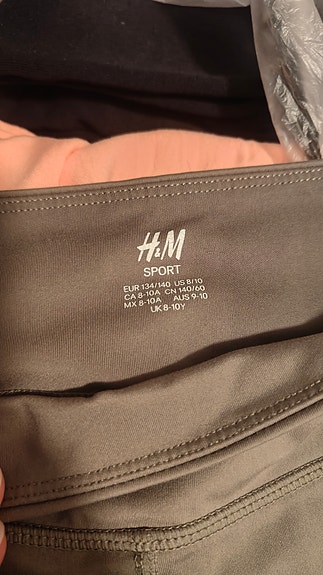 H&M
SPORT
EUR 134/140 US 8/10
CA 8-10A CN 140/60
MX 8-10A AUS 9-10
UK 8-10Y